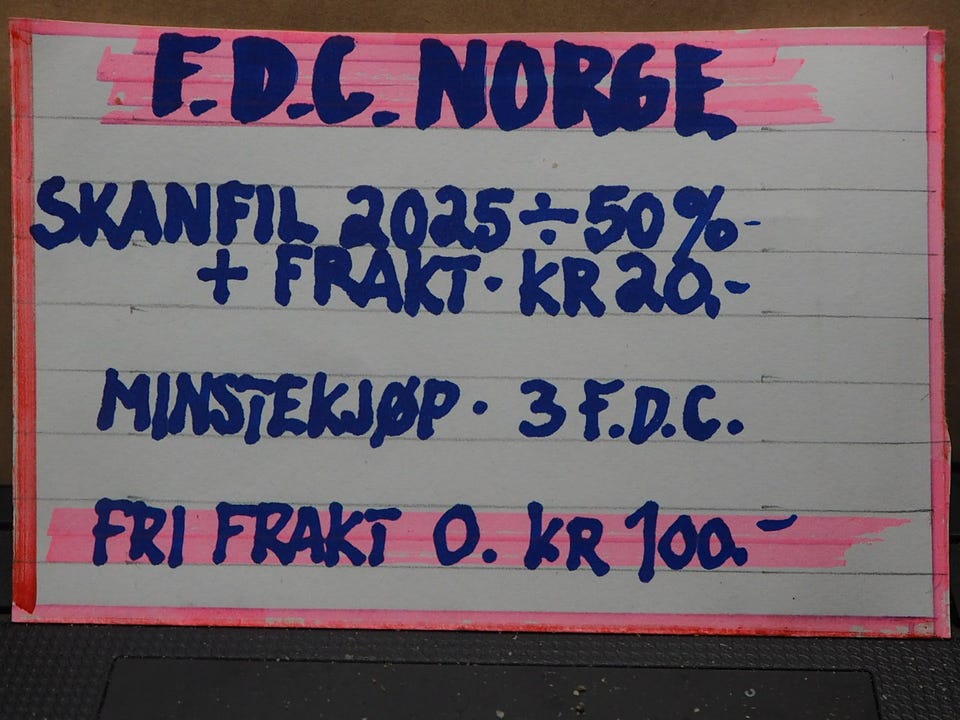 F.D.C. NORGE
SKANFIL 2025 ÷ 50 %-
+ FRAKT · KR 20.-
MINSTEKJØP · 3 F.D.C.
FRI FRAKT O. KR 100.-